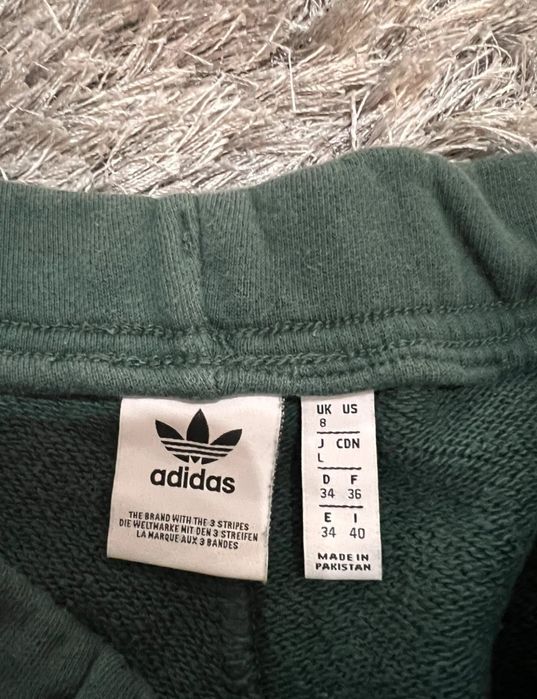 adidas
THE BRAND WITH THE 3 STRIPES
DIE WELTMARKE MIT DEN 3 STREIFEN
LA MARQUE AUX 3 BANDES
UK US
8
J CDN
L
D F
34 36
E I
34 40
MADE IN
PAKISTAN